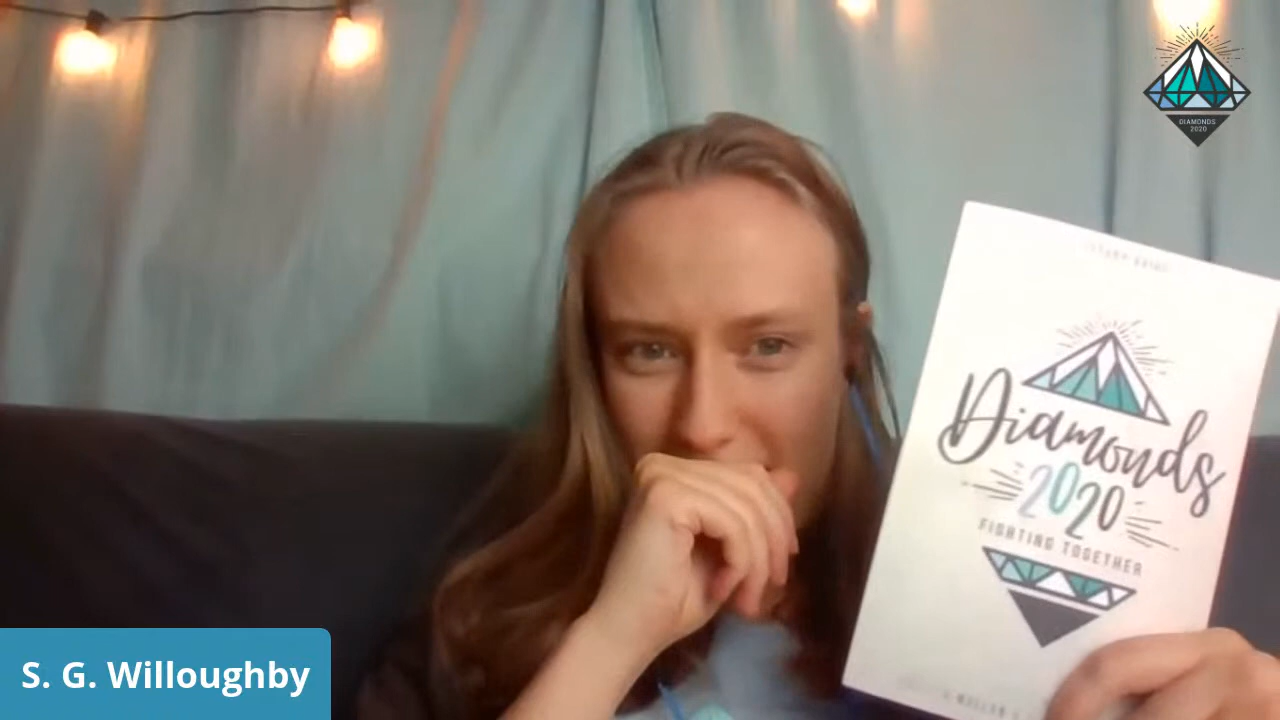 DIAMONDS
2020
Diamonds
2020
FIGHTING TOGETHER
S. G. Willoughby